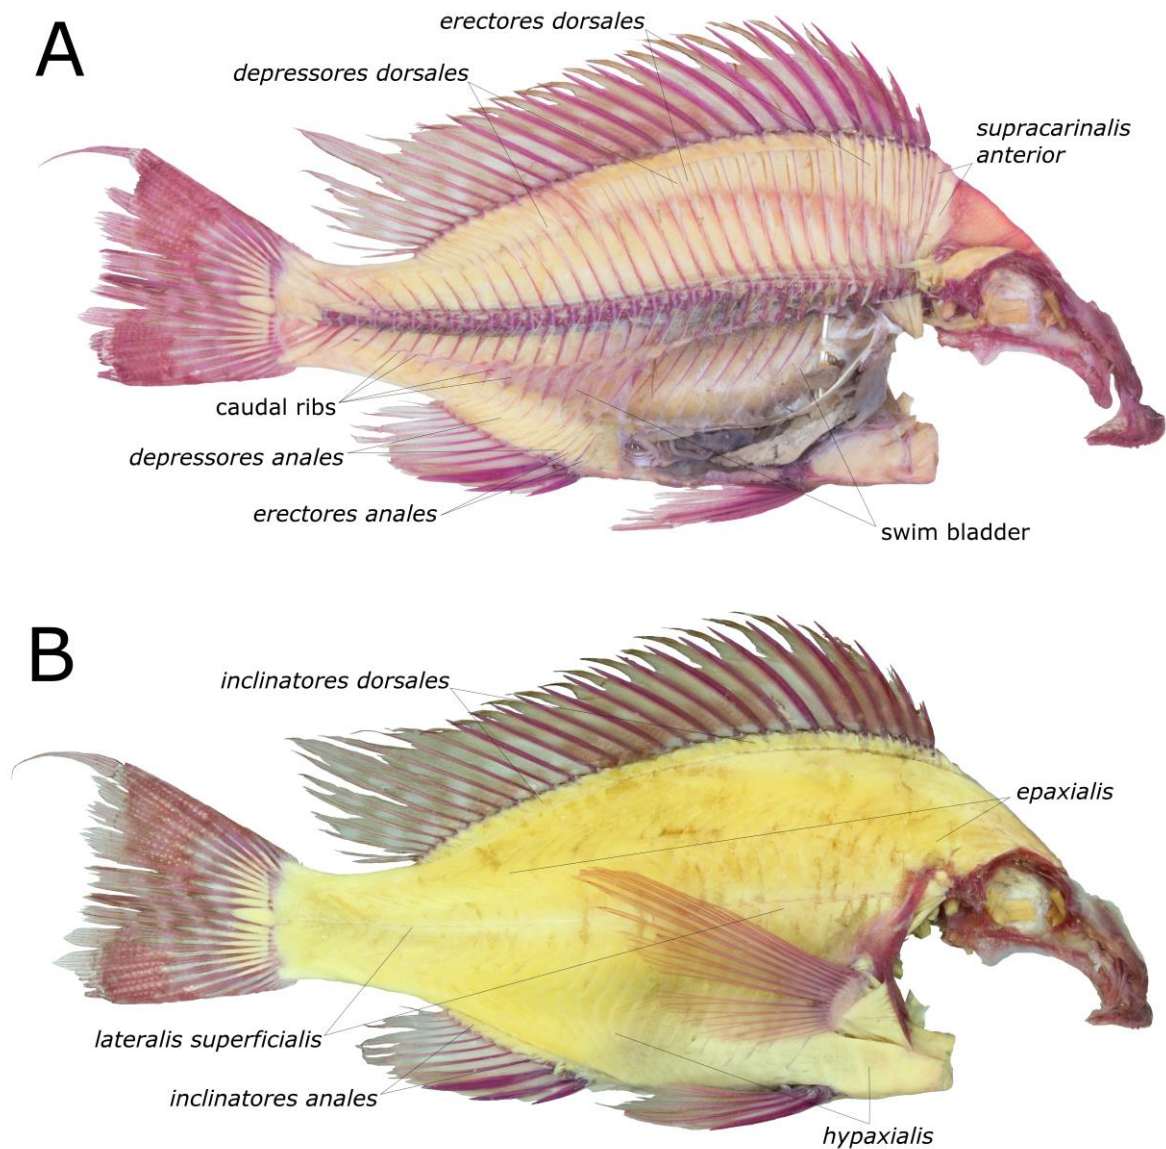 A
erectores dorsales
depressores dorsales
supracarinalis
anterior
caudal ribs
depressores anales
erectores anales
swim bladder
B
inclinatores dorsales
epaxialis
lateralis superficialis
inclinatores anales
hypaxialis